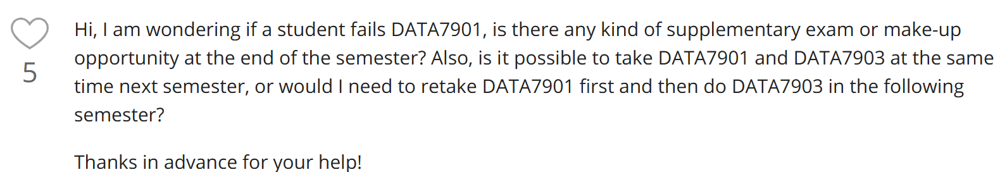 Hi, I am wondering if a student fails DATA7901, is there any kind of supplementary exam or make-up
opportunity at the end of the semester? Also, is it possible to take DATA7901 and DATA7903 at the same
time next semester, or would I need to retake DATA7901 first and then do DATA7903 in the following
semester?
5
Thanks in advance for your help!